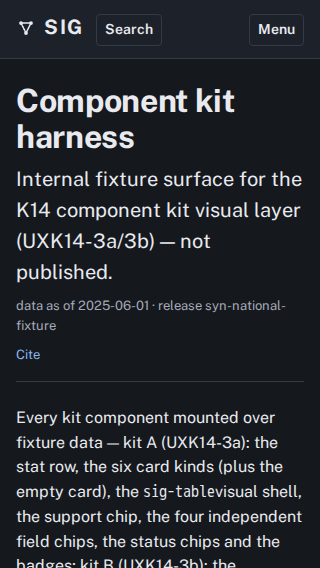 SIG
Search
Menu
Component kit
harness
Internal fixture surface for the
K14 component kit visual layer
(UXK14-3a/3b) — not
published.
data as of 2025-06-01 · release syn-national-
fixture
Cite
Every kit component mounted over
fixture data — kit A (UXK14-3a): the
stat row, the six card kinds (plus the
empty card), the sig-tablevisual shell,
the support chip, the four independent
field chips, the status chips and the
badges; kit B (UXK14-3b): the